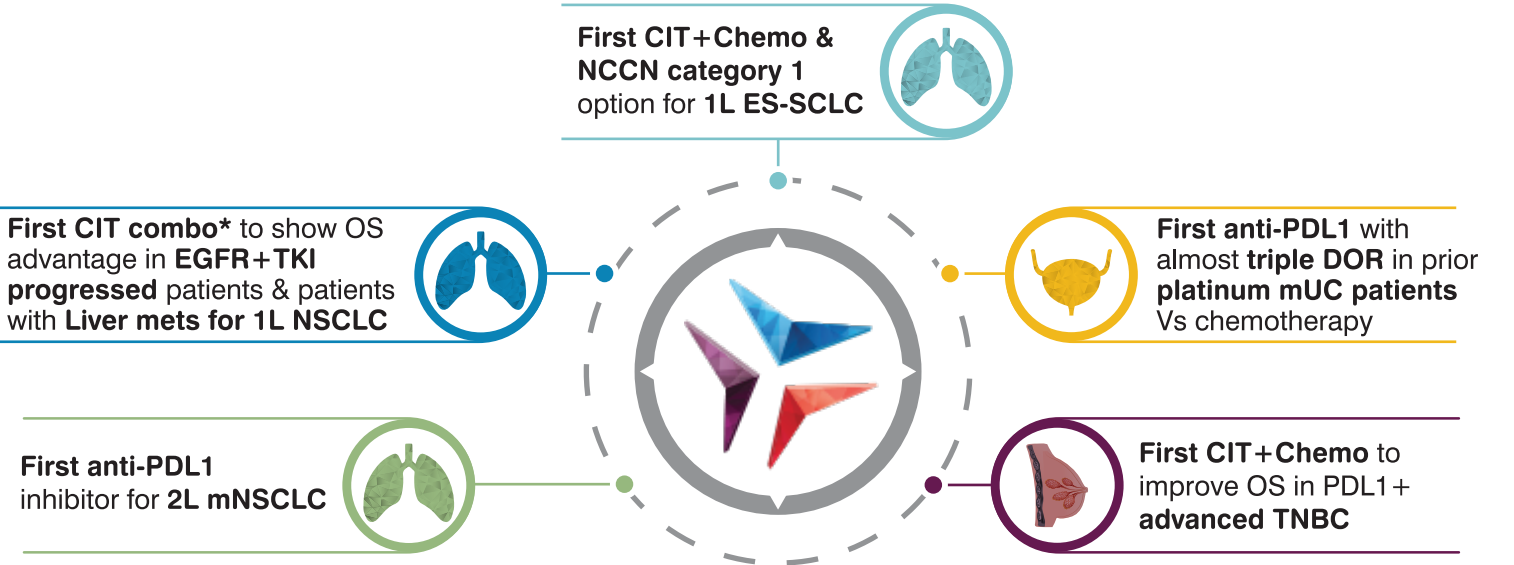 First CIT+Chemo &
NCCN category 1
option for 1L ES-SCLC
First CIT combo* to show OS
advantage in EGFR+TKI
progressed patients & patients
with Liver mets for 1L NSCLC
First anti-PDL1 with
almost triple DOR in prior
platinum mUC patients
Vs chemotherapy
First anti-PDL1
inhibitor for 2L mNSCLC
First CIT+Chemo to
improve OS in PDL1+
advanced TNBC